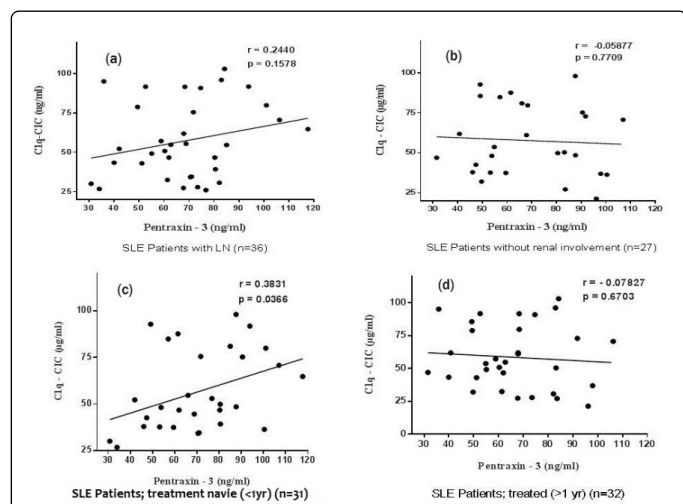 (a)
r = 0.2440
p = 0.1578
C1q-CIC (µg/ml)
100
75
50
25
30 40 50 60 70 80 90 100 110 120
Pentraxin - 3 (ng/ml)
SLE Patients with LN (n=36)
(b)
r = -0.05877
p = 0.7709
C1q - CIC (µg/ml)
100
75
50
25
30 40 50 60 70 80 90 100 110 120
Pentraxin - 3 (ng/ml)
SLE Patients without renal involvement (n=27)
(c)
r = 0.3831
p = 0.0366
C1q - CIC (µg/ml)
100
75
50
25
30 40 50 60 70 80 90 100 110 120
Pentraxin - 3 (ng/ml)
SLE Patients; treatment navie (<1yr) (n=31)
(d)
r = - 0.07827
p = 0.6703
C1q - CIC (µg/ml)
100
75
50
25
30 40 50 60 70 80 90 100 110 120
Pentraxin - 3 (ng/ml)
SLE Patients; treated (>1 yr) (n=32)